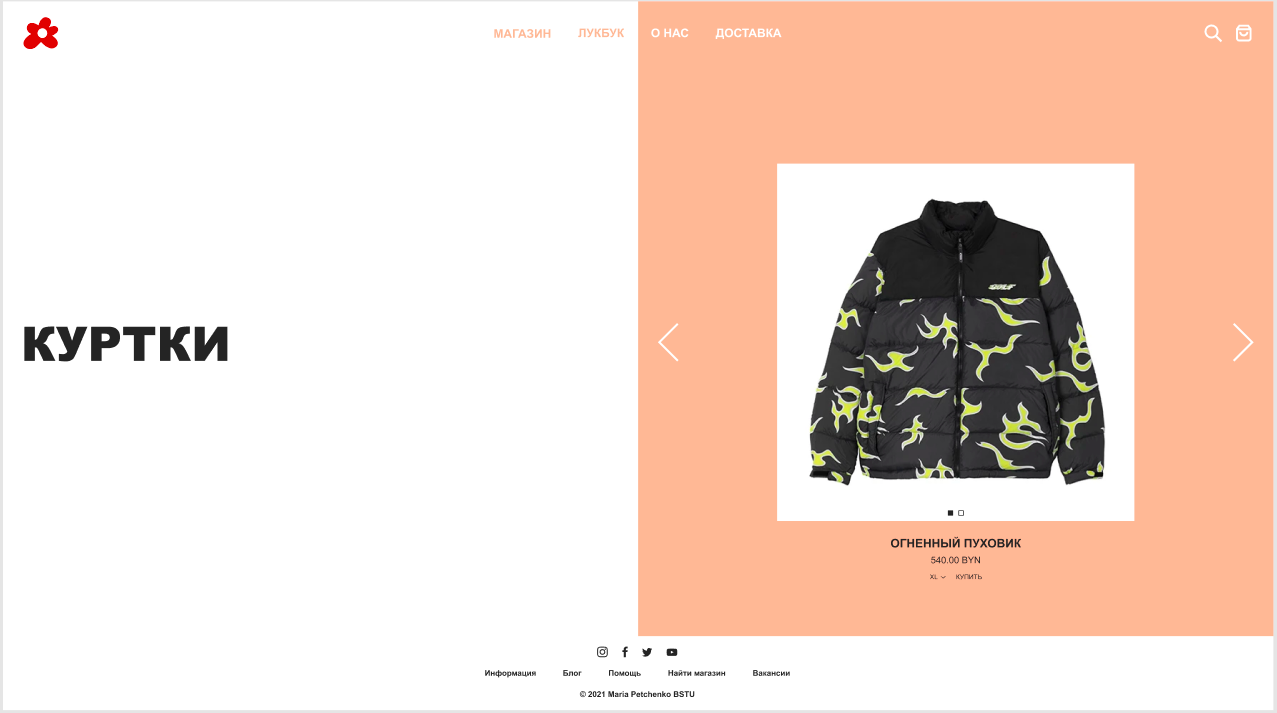 МАГАЗИН ЛУКБУК О НАС ДОСТАВКА
КУРТКИ
GOLF
ОГНЕННЫЙ ПУХОВИК
540.00 BYN
XL КУПИТЬ
Информация Блог Помощь Найти магазин Вакансии
© 2021 Maria Petchenko BSTU